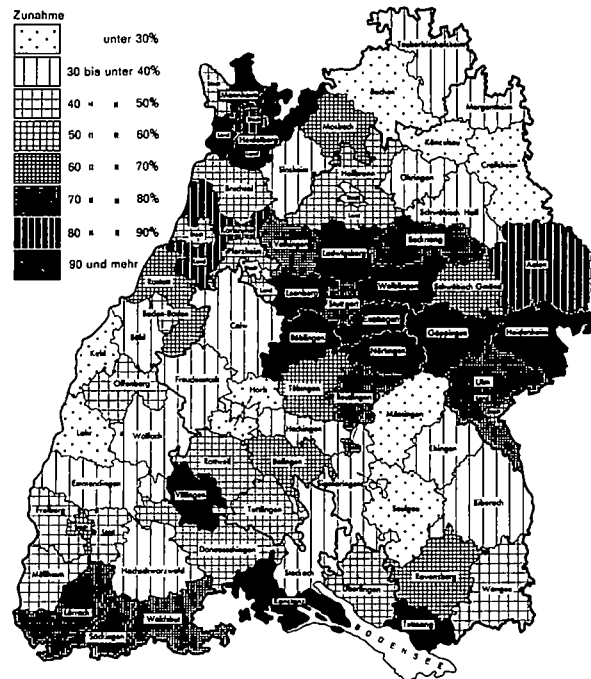 Zunahme
unter 30%
30 bis unter 40%
40 " " 50%
50 " " 60%
60 " " 70%
70 " " 80%
80 " " 90%
90 und mehr
Tauberbischofsheim
Buchen
Mergentheim
Mannheim
Heidelberg
Mosbach
Künzelsau
Crailsheim
Sinsheim
Heilbronn
Öhringen
Bruchsal
Schwäbisch Hall
Vaihingen
Ludwigsburg
Backnang
Aalen
Pforzheim
Rastatt
Leonberg
Waiblingen
Schwäbisch Gmünd
Stuttgart
Baden-Baden
Esslingen
Göppingen
Heidenheim
Calw
Bühl
Böblingen
Nürtingen
Kehl
Ulm
Freudenstadt
Offenburg
Horb
Tübingen
Reutlingen
Münsingen
Lahr
Wolfach
Hechingen
Ehingen
Rottweil
Balingen
Emmendingen
Sigmaringen
Biberach
Villingen
Saulgau
Freiburg
Tuttlingen
Donaueschingen
Müllheim
Hochschwarzwald
Stockach
Überlingen
Ravensburg
Wangen
Lörrach
Säckingen
Waldshut
Konstanz
Tettnang
BODENSEE